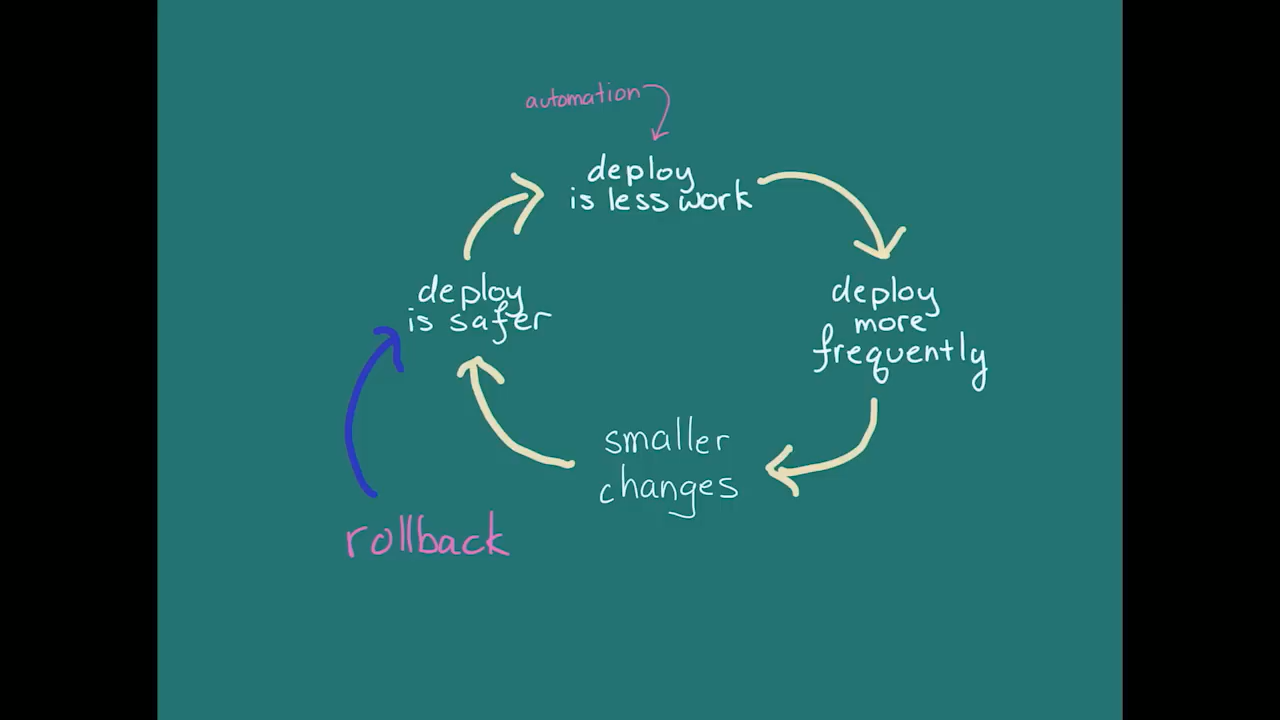 automation
deploy
is less work
deploy
is safer
deploy
more
frequently
smaller
changes
rollback